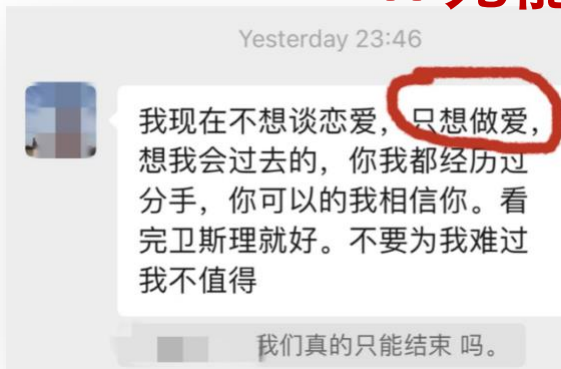 Yesterday 23:46
我现在不想谈恋爱，只想做爱，
想我会过去的，你我都经历过
分手，你可以的我相信你。看
完卫斯理就好。不要为我难过
我不值得
我们真的只能结束 吗。